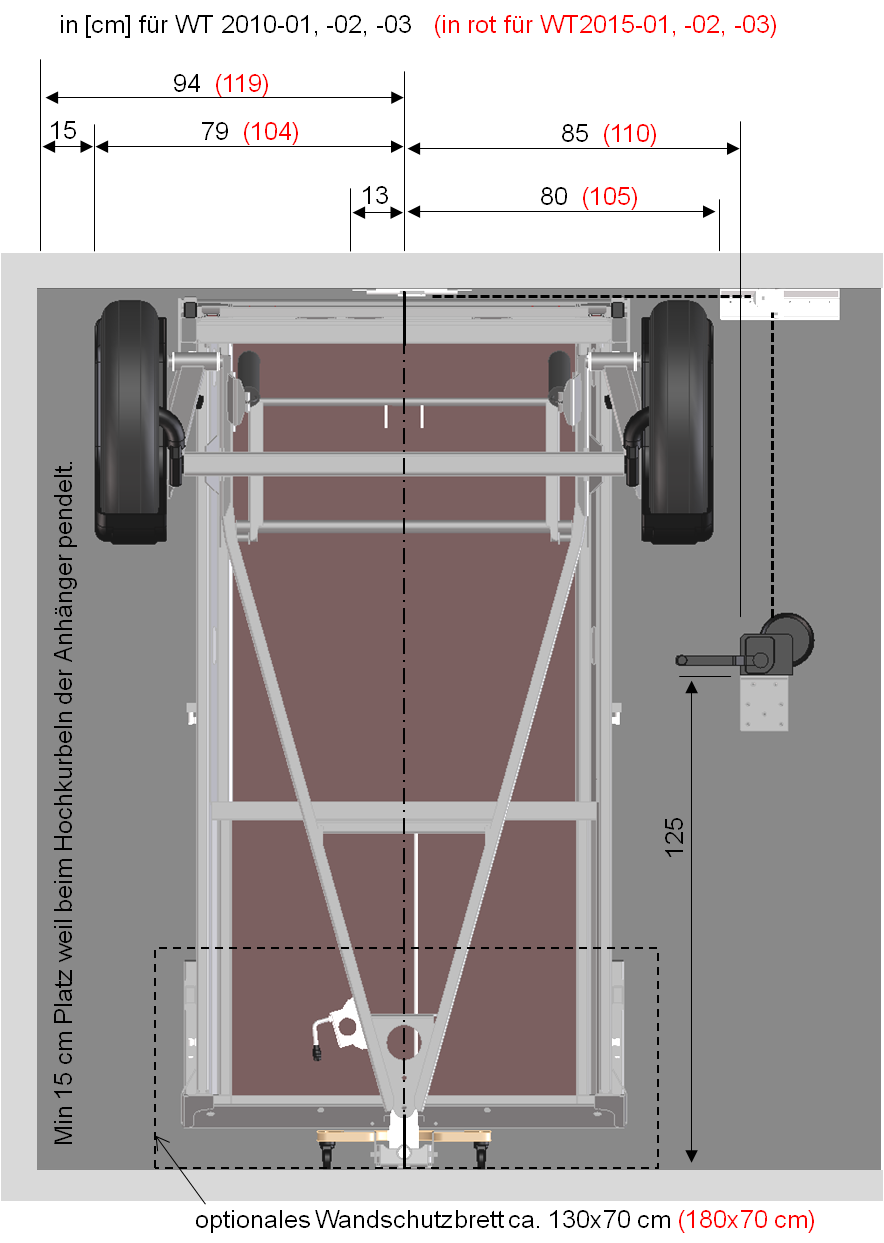 in [cm] für WT 2010-01, -02, -03 (in rot für WT2015-01, -02, -03)
94 (119)
15 79 (104) 85 (110)
13 80 (105)
Min 15 cm Platz weil beim Hochkurbeln der Anhänger pendelt.
125
optionales Wandschutzbrett ca. 130x70 cm (180x70 cm)